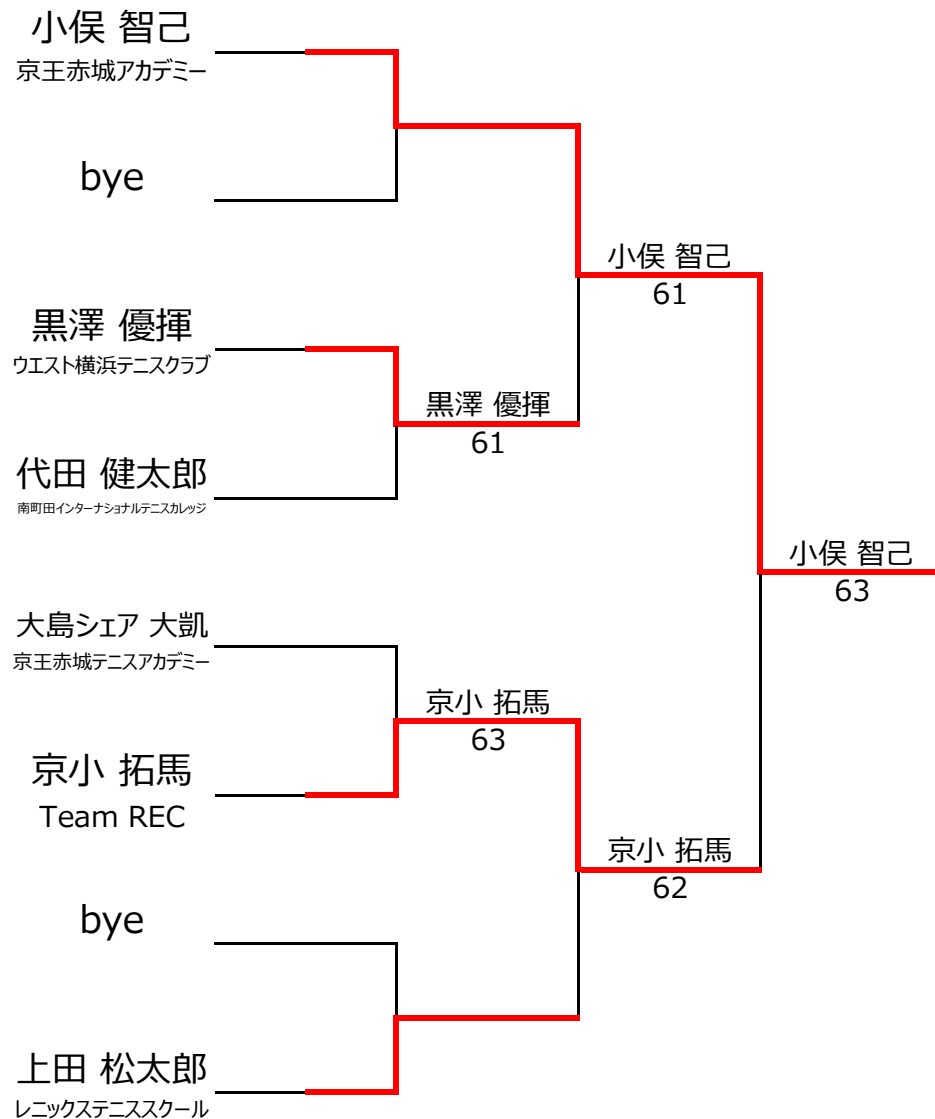 小俣 智己
京王赤城アカデミー
bye
黒澤 優揮
ウエスト横浜テニスクラブ
代田 健太郎
南町田インターナショナルテニスカレッジ
大島シェア 大凱
京王赤城テニスアカデミー
京小 拓馬
Team REC
bye
上田 松太郎
レニックステニススクール
黒澤 優揮
61
京小 拓馬
63
小俣 智己
61
京小 拓馬
62
小俣 智己
63